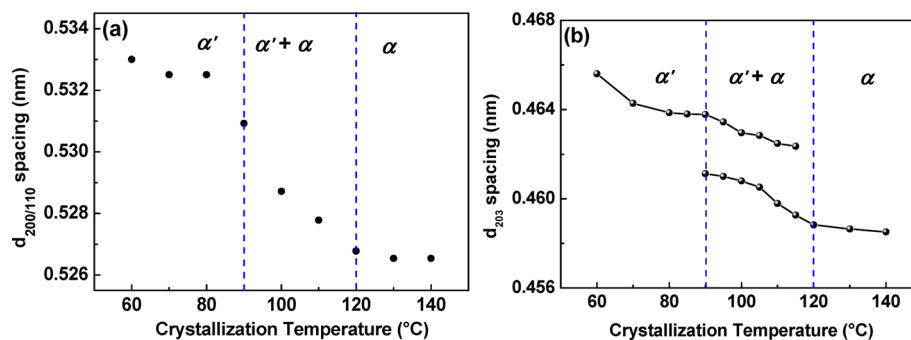 (a)
α′
α′+ α
α
0.534
0.532
0.530
0.528
0.526
d200/110 spacing (nm)
60
80
100
120
140
Crystallization Temperature (°C)
(b)
α′
α′+ α
α
0.468
0.464
0.460
0.456
d203 spacing (nm)
60
80
100
120
140
Crystallization Temperature (°C)